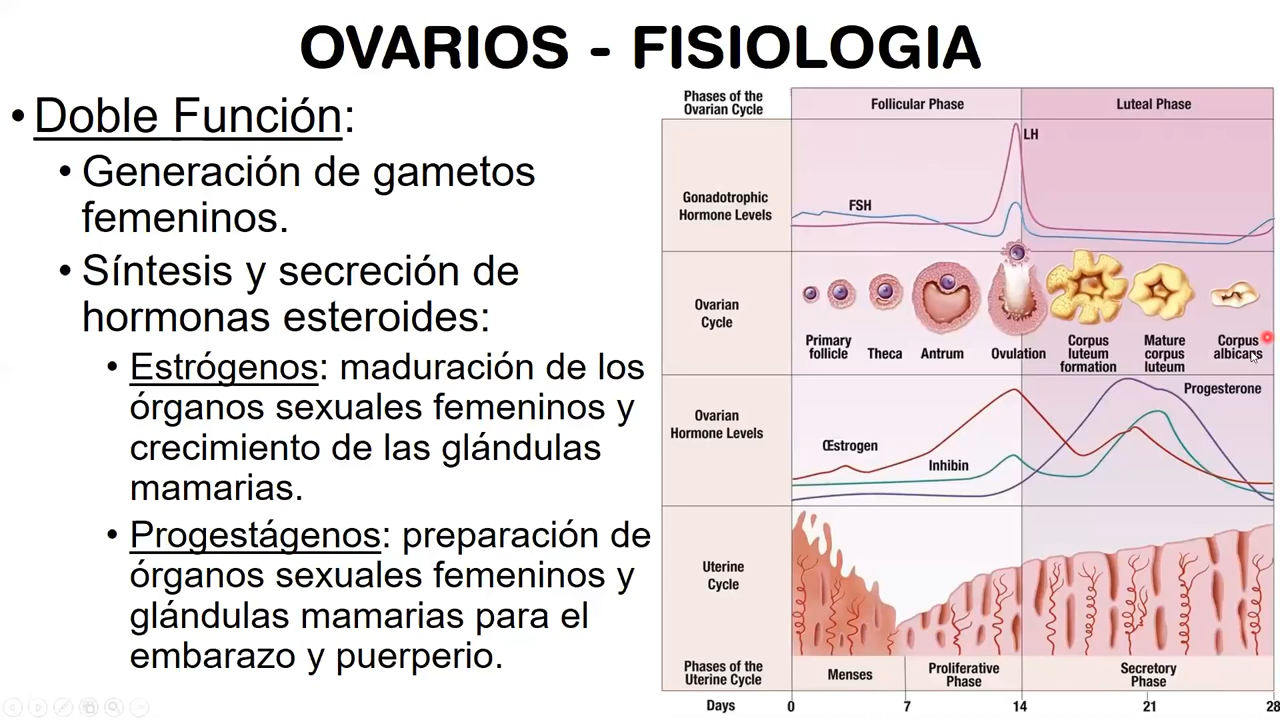 OVARIOS - FISIOLOGIA
• Doble Función:
• Generación de gametos
femeninos.
• Síntesis y secreción de
hormonas esteroides:
• Estrógenos: maduración de los
órganos sexuales femeninos y
crecimiento de las glándulas
mamarias.
• Progestágenos: preparación de
órganos sexuales femeninos y
glándulas mamarias para el
embarazo y puerperio.
Phases of the
Ovarian Cycle
Follicular Phase
Luteal Phase
Gonadotrophic
Hormone Levels
LH
FSH
Ovarian
Cycle
Primary
follicle
Theca
Antrum
Ovulation
Corpus
luteum
formation
Mature
corpus
luteum
Corpus
albicans
Ovarian
Hormone Levels
Œstrogen
Inhibin
Progesterone
Uterine
Cycle
Phases of the
Uterine Cycle
Menses
Proliferative
Phase
Secretory
Phase
Days 0 7 14 21 28